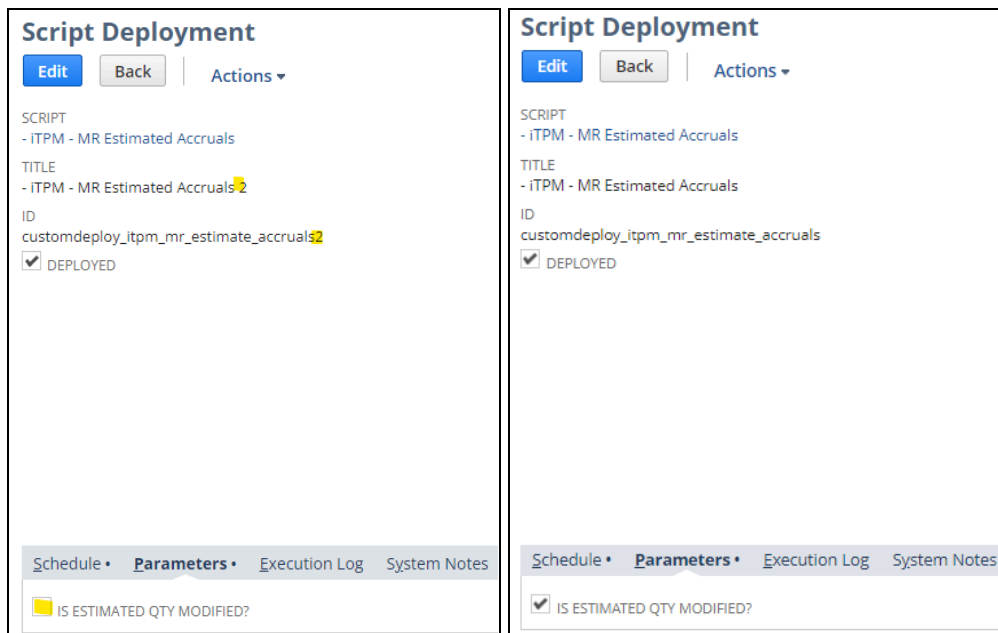 Script Deployment
Edit Back Actions
SCRIPT
- iTPM - MR Estimated Accruals
TITLE
- iTPM - MR Estimated Accruals 2
ID
customdeploy_itpm_mr_estimate_accruals2
DEPLOYED
Schedule • Parameters • Execution Log System Notes
IS ESTIMATED QTY MODIFIED?
Script Deployment
Edit Back Actions
SCRIPT
- iTPM - MR Estimated Accruals
TITLE
- iTPM - MR Estimated Accruals
ID
customdeploy_itpm_mr_estimate_accruals
DEPLOYED
Schedule • Parameters • Execution Log System Notes
IS ESTIMATED QTY MODIFIED?